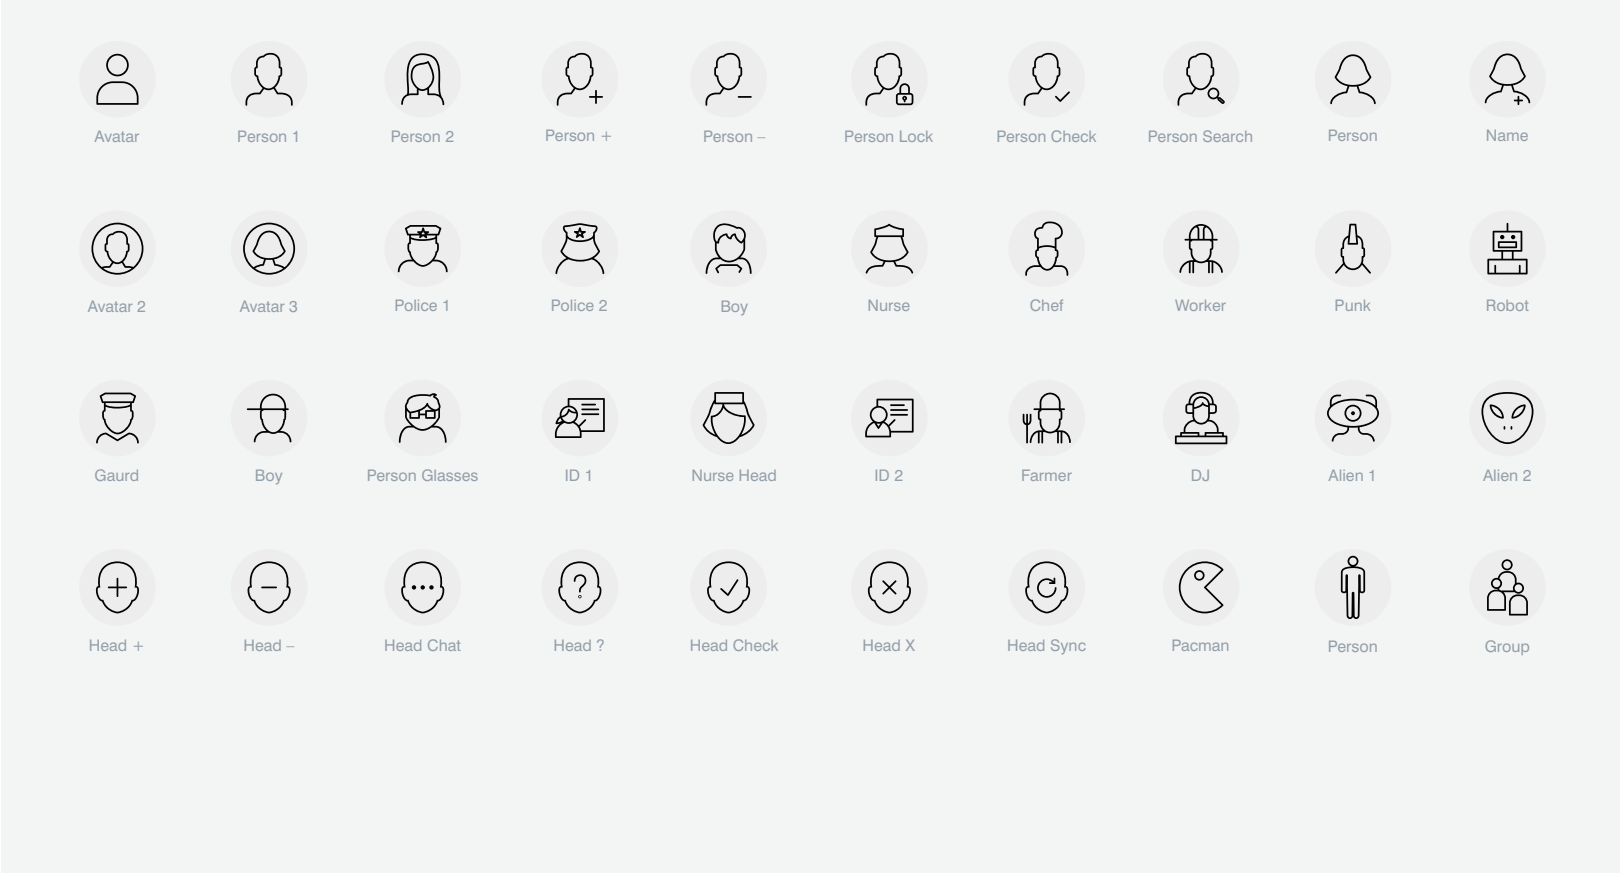 Avatar
Person 1
Person 2
Person +
Person –
Person Lock
Person Check
Person Search
Person
Name
Avatar 2
Avatar 3
Police 1
Police 2
Boy
Nurse
Chef
Worker
Punk
Robot
Gaurd
Boy
Person Glasses
ID 1
Nurse Head
ID 2
Farmer
DJ
Alien 1
Alien 2
Head +
Head –
Head Chat
Head ?
Head Check
Head X
Head Sync
Pacman
Person
Group